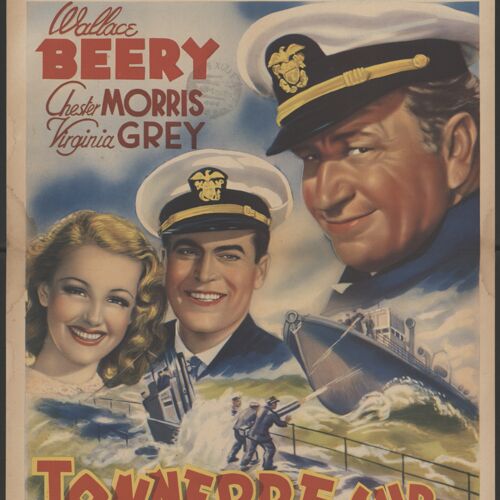 Wallace
BEERY
Chester MORRIS
Virginia GREY
TONNERRE SUR